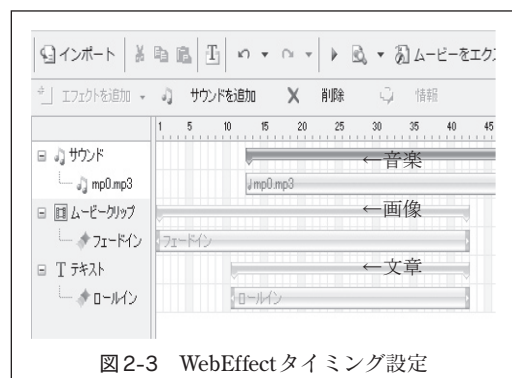 インポート T ムービーをエク
エフェクトを追加 サウンドを追加 X 削除 情報
1 5 10 15 20 25 30 35 40 45
サウンド ←音楽
mp0.mp3 mp0.mp3
ムービークリップ ←画像
フェードイン フェードイン
T テキスト ←文章
ロールイン ロールイン
図2-3 WebEffectタイミング設定